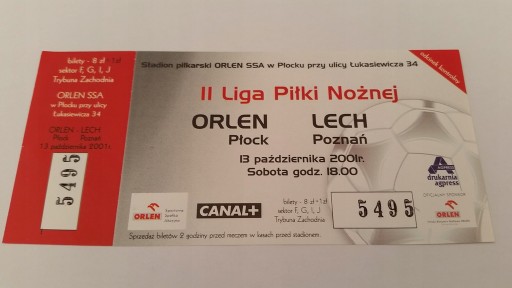 bilety - 8 zł +1zł
sektor F, G, I, J
Trybuna Zachodnia
ORLEN SSA
w Płocku przy ulicy
Łukasiewicza 34
ORLEN - LECH
Płock Poznań
13 października 2001r.
5495
Stadion piłkarski ORLEN SSA w Płocku przy ulicy Łukasiewicza 34
odcinek kontrolny
II Liga Piłki Nożnej
ORLEN LECH
Płock Poznań
13 października 2001r.
Sobota godz. 18.00
AGPRESS
drukarnia
agpress
ORLEN
CANAL+
bilety - 8 zł +1zł
sektor F, G, I, J
Trybuna Zachodnia
5495
ORLEN
Sprzedaż biletów 2 godziny przed meczem w kasach przed stadionem